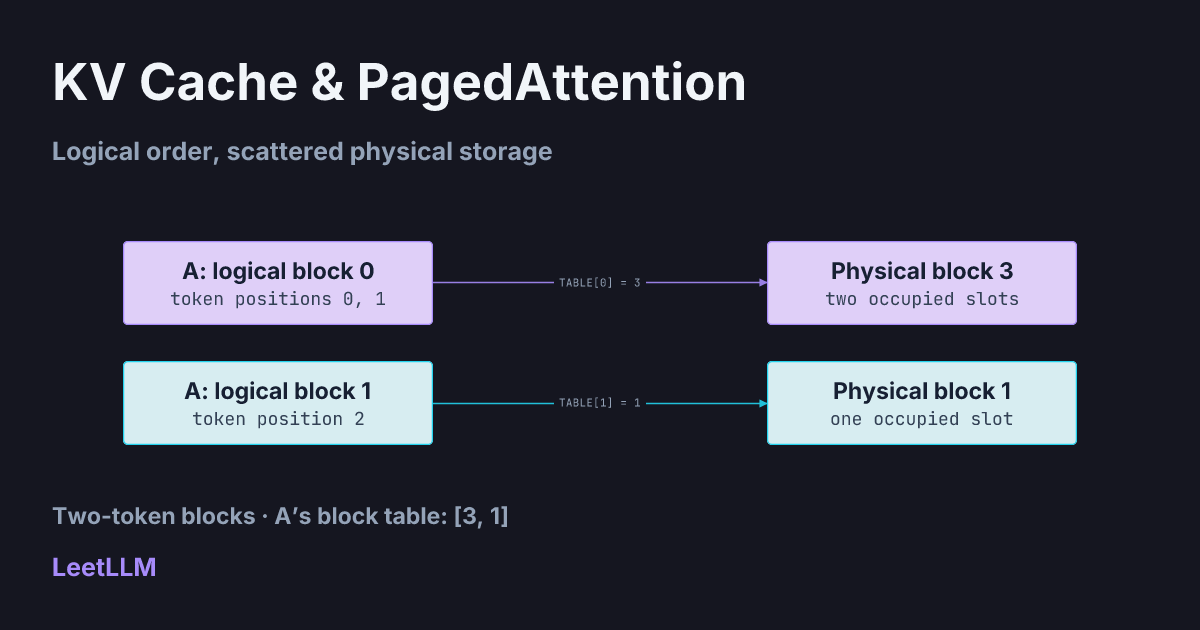 KV Cache & PagedAttention
Logical order, scattered physical storage
A: logical block 0
token positions 0, 1
TABLE[0] = 3
Physical block 3
two occupied slots
A: logical block 1
token position 2
TABLE[1] = 1
Physical block 1
one occupied slot
Two-token blocks · A’s block table: [3, 1]
LeetLLM